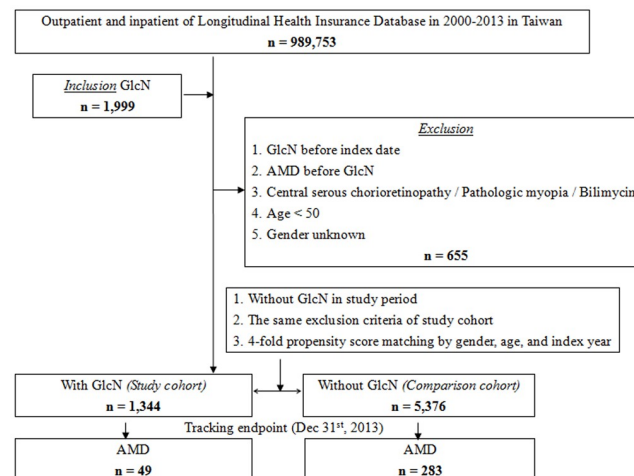 Outpatient and inpatient of Longitudinal Health Insurance Database in 2000-2013 in Taiwan
n = 989,753
Inclusion GlcN
n = 1,999
Exclusion
1. GlcN before index date
2. AMD before GlcN
3. Central serous chorioretinopathy / Pathologic myopia / Bilimycin
4. Age < 50
5. Gender unknown
n = 655
1. Without GlcN in study period
2. The same exclusion criteria of study cohort
3. 4-fold propensity score matching by gender, age, and index year
With GlcN (Study cohort)
n = 1,344
Without GlcN (Comparison cohort)
n = 5,376
Tracking endpoint (Dec 31st, 2013)
AMD
n = 49
AMD
n = 283